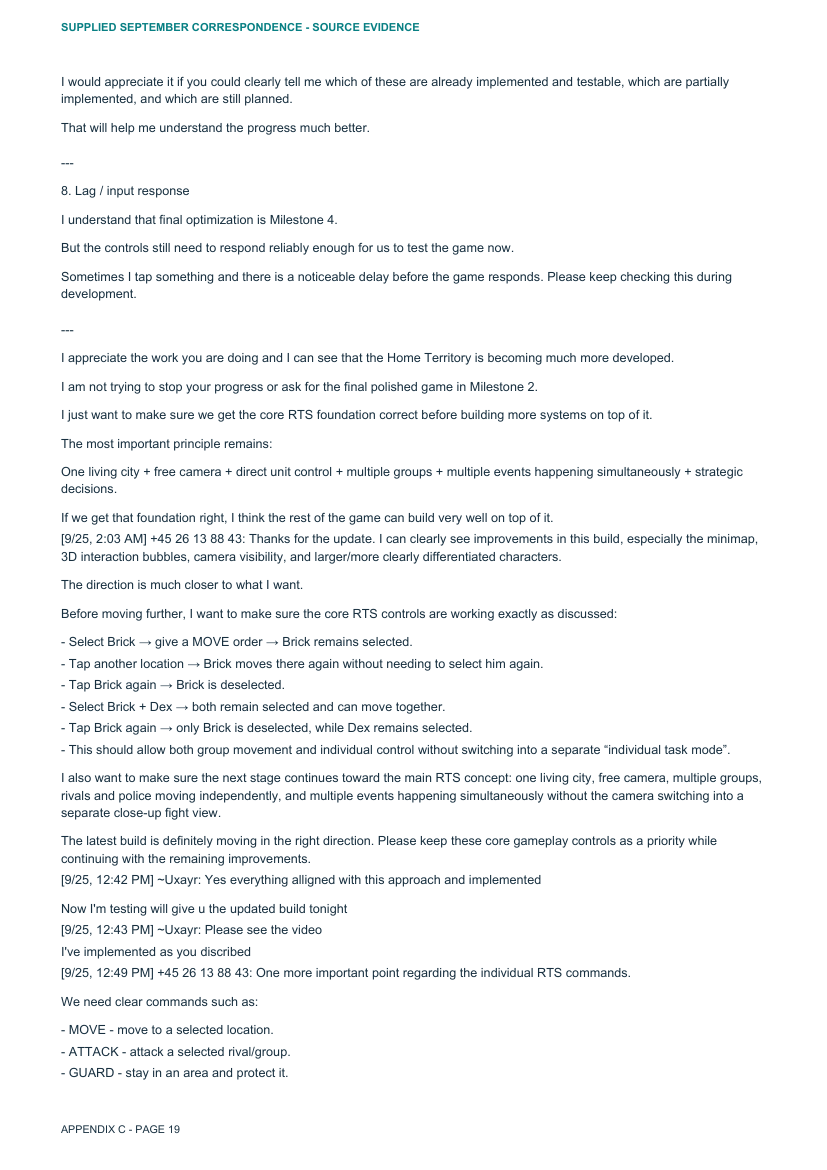 SUPPLIED SEPTEMBER CORRESPONDENCE - SOURCE EVIDENCE
I would appreciate it if you could clearly tell me which of these are already implemented and testable, which are partially
implemented, and which are still planned.
That will help me understand the progress much better.
---
8. Lag / input response
I understand that final optimization is Milestone 4.
But the controls still need to respond reliably enough for us to test the game now.
Sometimes I tap something and there is a noticeable delay before the game responds. Please keep checking this during
development.
---
I appreciate the work you are doing and I can see that the Home Territory is becoming much more developed.
I am not trying to stop your progress or ask for the final polished game in Milestone 2.
I just want to make sure we get the core RTS foundation correct before building more systems on top of it.
The most important principle remains:
One living city + free camera + direct unit control + multiple groups + multiple events happening simultaneously + strategic
decisions.
If we get that foundation right, I think the rest of the game can build very well on top of it.
[9/25, 2:03 AM] +45 26 13 88 43: Thanks for the update. I can clearly see improvements in this build, especially the minimap,
3D interaction bubbles, camera visibility, and larger/more clearly differentiated characters.
The direction is much closer to what I want.
Before moving further, I want to make sure the core RTS controls are working exactly as discussed:
- Select Brick → give a MOVE order → Brick remains selected.
- Tap another location → Brick moves there again without needing to select him again.
- Tap Brick again → Brick is deselected.
- Select Brick + Dex → both remain selected and can move together.
- Tap Brick again → only Brick is deselected, while Dex remains selected.
- This should allow both group movement and individual control without switching into a separate “individual task mode”.
I also want to make sure the next stage continues toward the main RTS concept: one living city, free camera, multiple groups,
rivals and police moving independently, and multiple events happening simultaneously without the camera switching into a
separate close-up fight view.
The latest build is definitely moving in the right direction. Please keep these core gameplay controls as a priority while
continuing with the remaining improvements.
[9/25, 12:42 PM] ~Uxayr: Yes everything alligned with this approach and implemented
Now I'm testing will give u the updated build tonight
[9/25, 12:43 PM] ~Uxayr: Please see the video
I've implemented as you discribed
[9/25, 12:49 PM] +45 26 13 88 43: One more important point regarding the individual RTS commands.
We need clear commands such as:
- MOVE - move to a selected location.
- ATTACK - attack a selected rival/group.
- GUARD - stay in an area and protect it.
APPENDIX C - PAGE 19